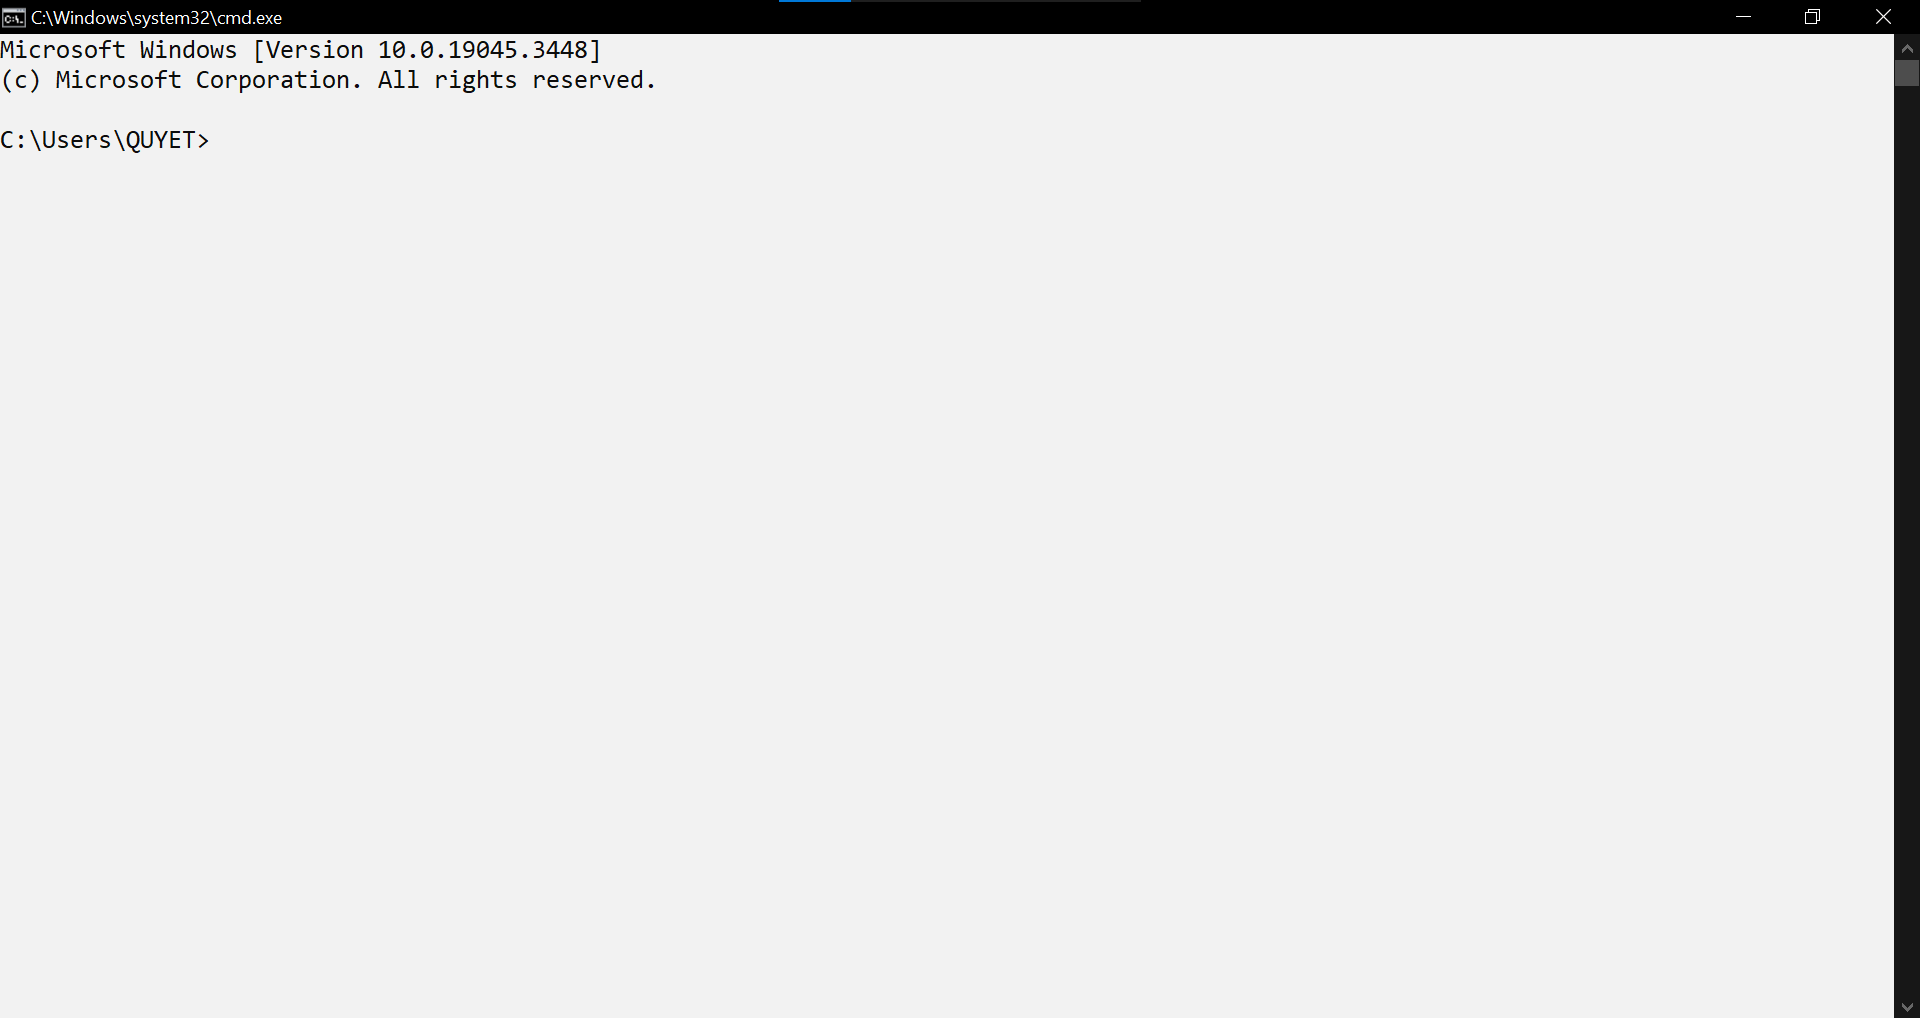 C:\Windows\system32\cmd.exe
Microsoft Windows [Version 10.0.19045.3448]
(c) Microsoft Corporation. All rights reserved.
C:\Users\QUYET>